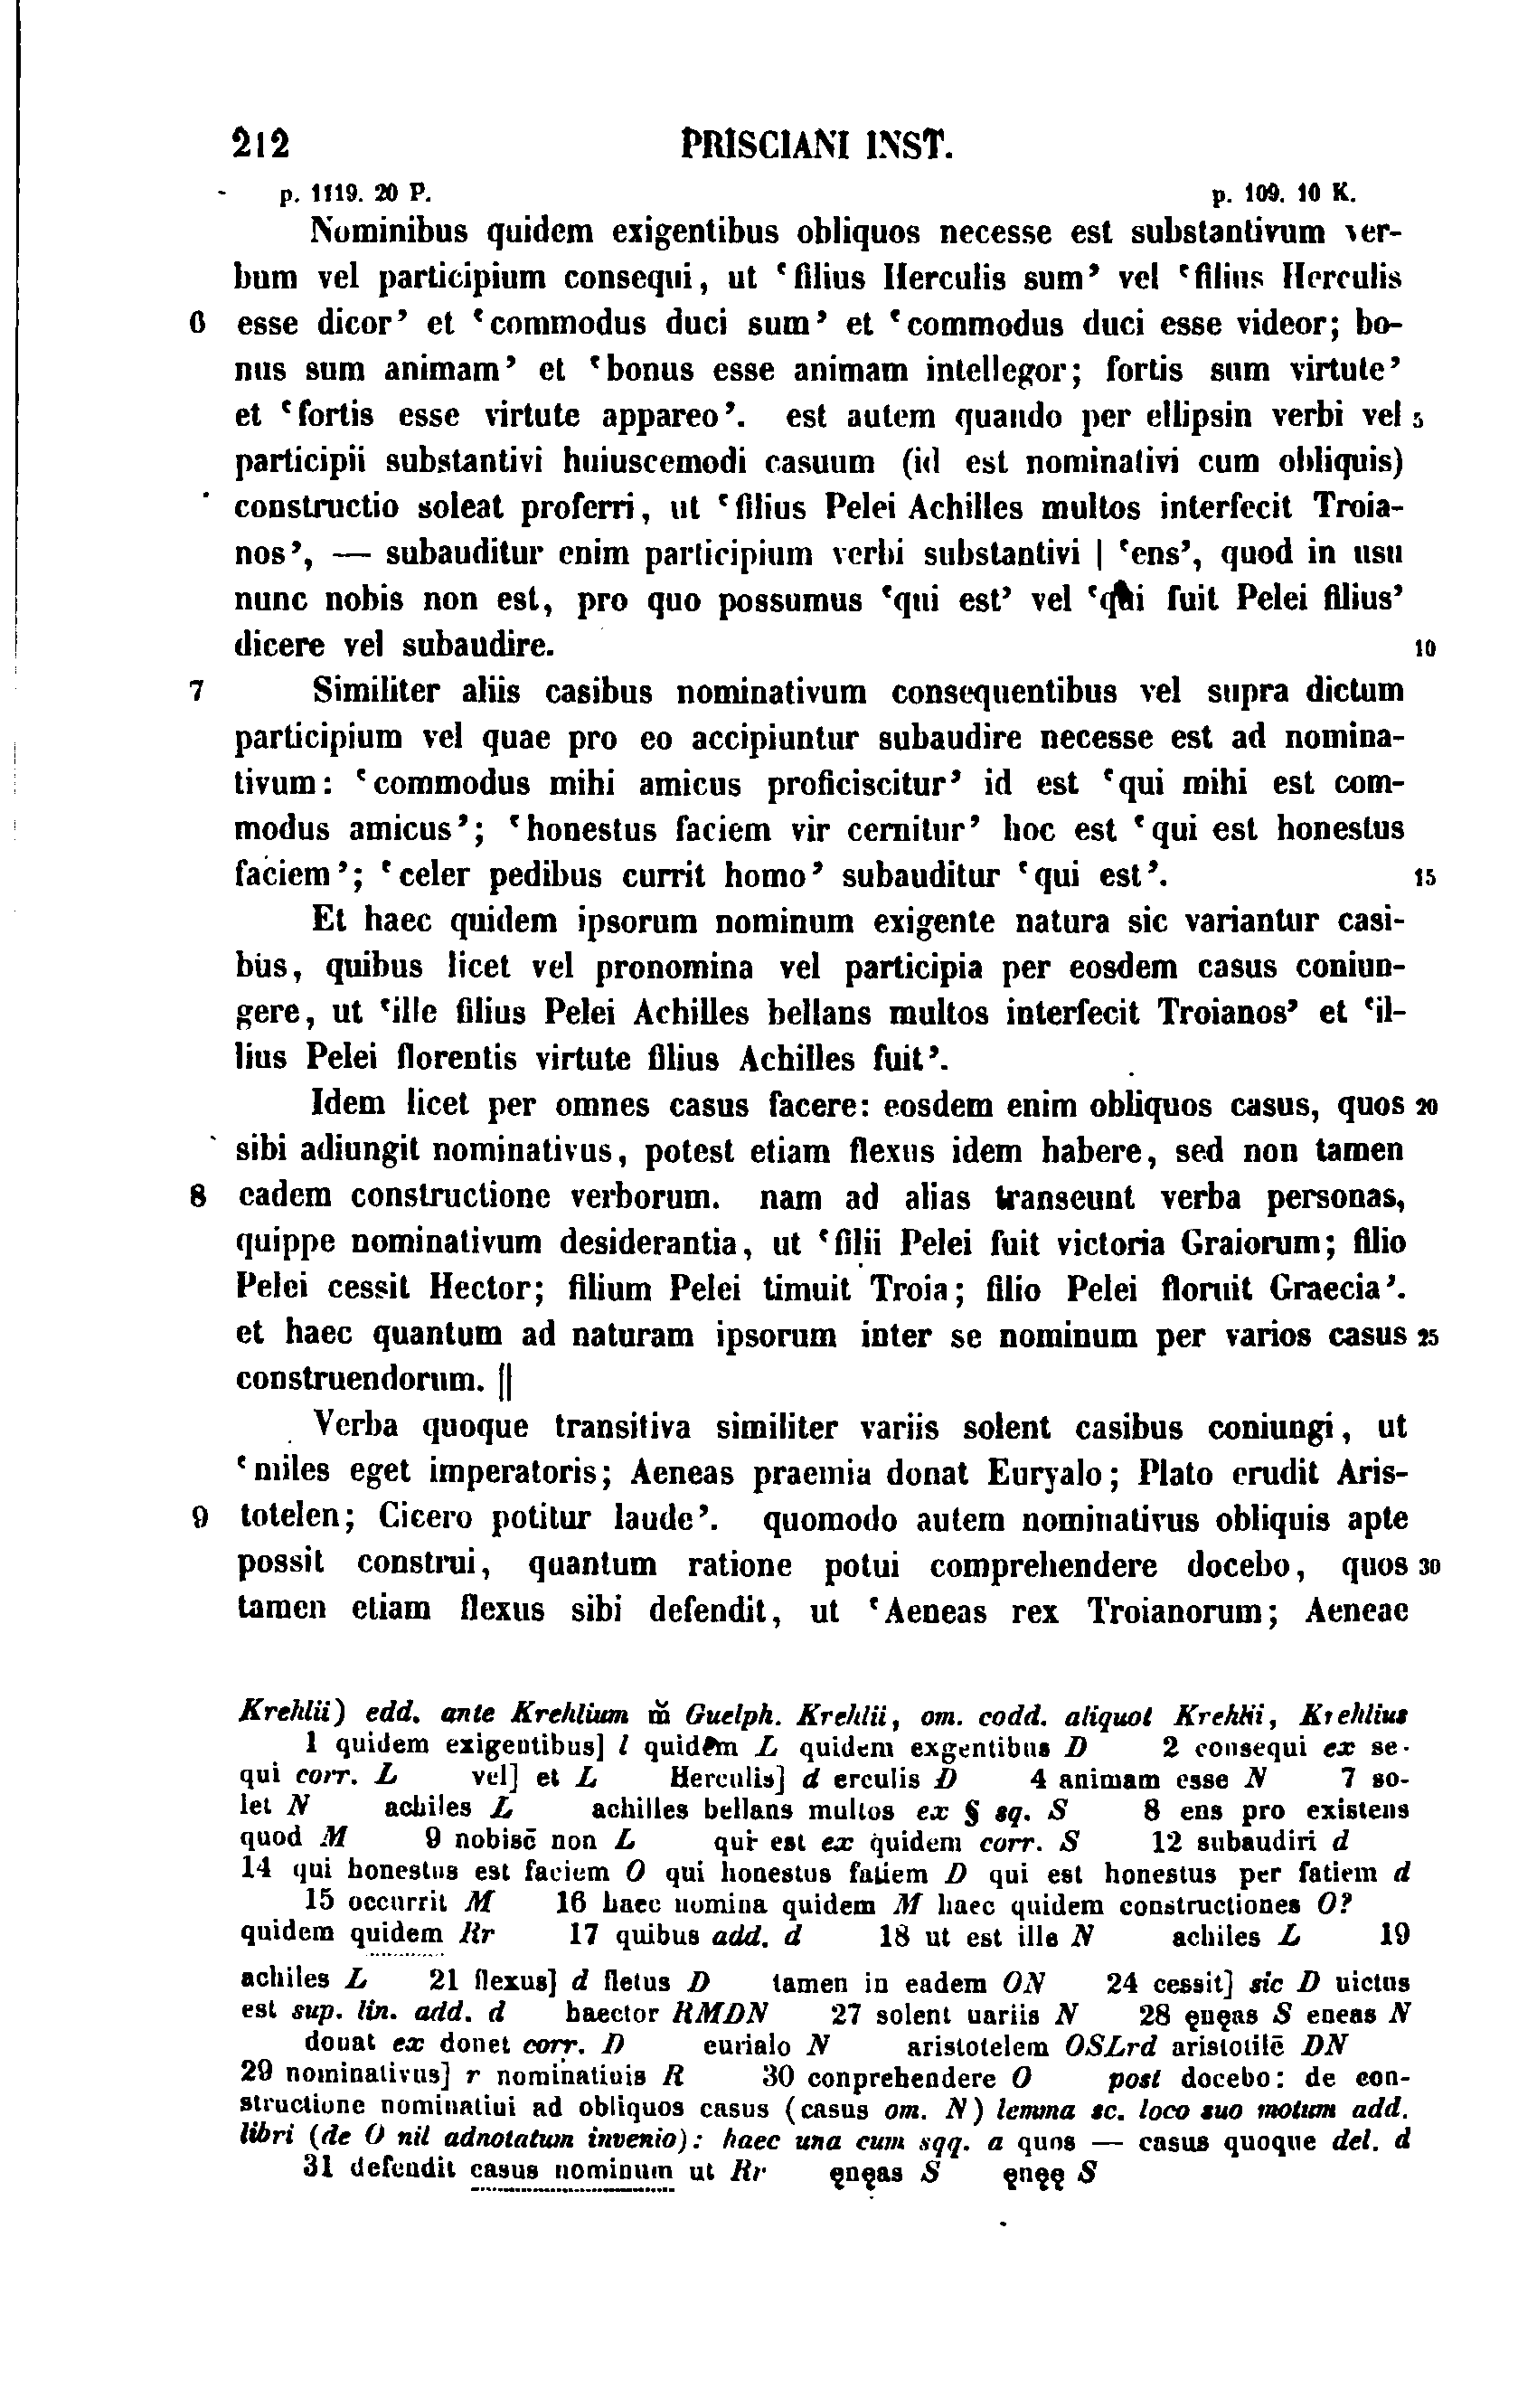 212 PRISCIANI INST.
p. 1119. 20 P. p. 109. 10 K.
Nominibus quidem exigentibus obliquos necesse est substantivum ver-
bum vel participium consequi, ut ‘filius Herculis sum’ vel ‘filius Herculis
6 esse dicor’ et ‘commodus duci sum’ et ‘commodus duci esse videor; bo-
nus sum animam’ et ‘bonus esse animam intellegor; fortis sum virtute’
et ‘fortis esse virtute appareo’. est autem quando per ellipsin verbi vel 5
participii substantivi huiuscemodi casuum (id est nominativi cum obliquis)
constructio soleat proferri, ut ‘filius Pelei Achilles multos interfecit Troia-
nos’, — subauditur enim participium verbi substantivi | ‘ens’, quod in usu
nunc nobis non est, pro quo possumus ‘qui est’ vel ‘qui fuit Pelei filius’
dicere vel subaudire. 10
7 Similiter aliis casibus nominativum consequentibus vel supra dictum
participium vel quae pro eo accipiuntur subaudire necesse est ad nomina-
tivum: ‘commodus mihi amicus proficiscitur’ id est ‘qui mihi est com-
modus amicus’; ‘honestus faciem vir cernitur’ hoc est ‘qui est honestus
faciem’; ‘celer pedibus currit homo’ subauditur ‘qui est’. 15
Et haec quidem ipsorum nominum exigente natura sic variantur casi-
bus, quibus licet vel pronomina vel participia per eosdem casus coniun-
gere, ut ‘ille filius Pelei Achilles bellans multos interfecit Troianos’ et ‘il-
lius Pelei florentis virtute filius Achilles fuit’.
Idem licet per omnes casus facere: eosdem enim obliquos casus, quos 20
sibi adiungit nominativus, potest etiam flexus idem habere, sed non tamen
8 eadem constructione verborum. nam ad alias transeunt verba personas,
quippe nominativum desiderantia, ut ‘filii Pelei fuit victoria Graiorum; filio
Pelei cessit Hector; filium Pelei timuit Troia; filio Pelei floruit Graecia’.
et haec quantum ad naturam ipsorum inter se nominum per varios casus 25
construendorum. ||
Verba quoque transitiva similiter variis solent casibus coniungi, ut
‘miles eget imperatoris; Aeneas praemia donat Euryalo; Plato erudit Aris-
9 totelen; Cicero potitur laude’. quomodo autem nominativus obliquis apte
possit construi, quantum ratione potui comprehendere docebo, quos 30
tamen etiam flexus sibi defendit, ut ‘Aeneas rex Troianorum; Aeneae
Krehlii) edd. ante Krehlium m̃ Guelph. Krehlii, om. codd. aliquot Krehlii, Krehlius
1 quidem exigentibus] l quidem L quidem exgentibus D 2 consequi ex se-
qui corr. L vel] et L Herculis] d erculis D 4 animam esse N 7 so-
let N achiles L achilles bellans multos ex § sq. S 8 ens pro existens
quod M 9 nobisc̄ non L qui est ex quidem corr. S 12 subaudiri d
14 qui honestus est faciem O qui honestus fatiem D qui est honestus per fatiem d
15 occurrit M 16 haec nomina quidem M haec quidem constructiones O?
quidem quidem Rr 17 quibus add. d 18 ut est ille N achiles L 19
achiles L 21 flexus] d fletus D tamen in eadem ON 24 cessit] sic D uictus
est sup. lin. add. d haector RMDN 27 solent uariis N 28 ęnęas S eneas N
donat ex donet corr. D eurialo N aristotelem OSLrd aristotilē DN
29 nominativus] r nominatiuis R 30 conprehendere O post docebo: de con-
structione nominatiui ad obliquos casus (casus om. N) lemma sc. loco suo motum add.
libri (de O nil adnotatum invenio): haec una cum sqq. a quos — casus quoque del. d
31 defendit casus nominum ut Rr ęnęas S ęnęę S